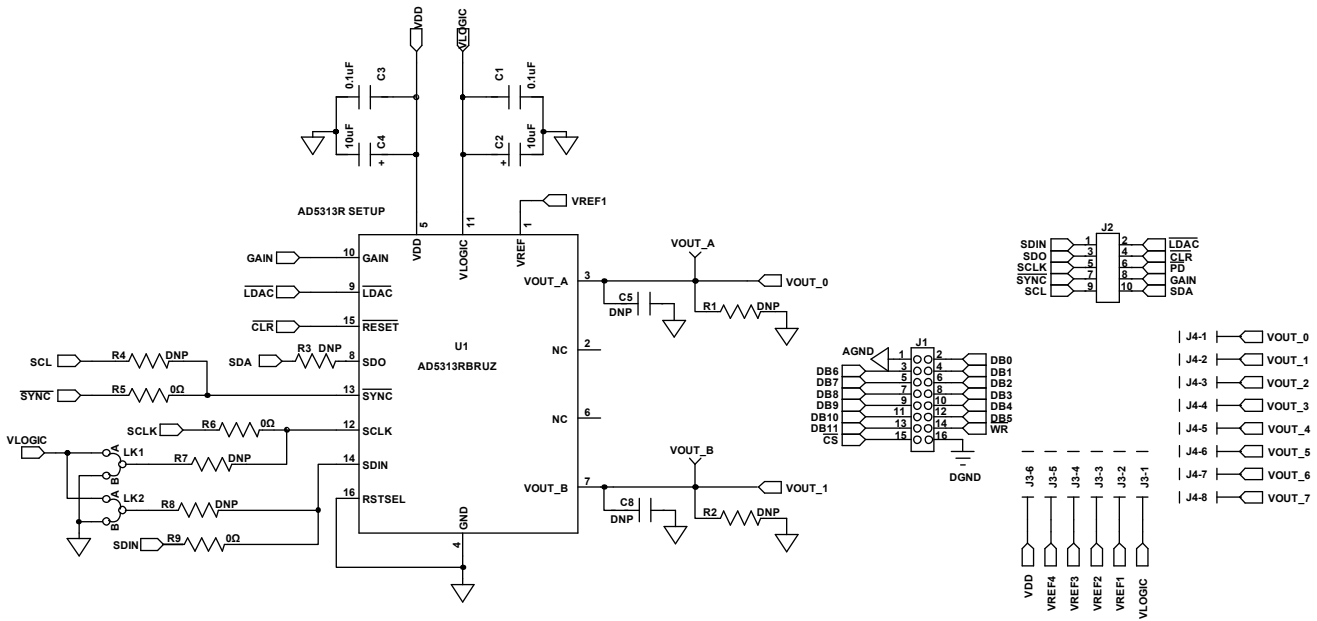 VDD
VLOGIC
0.1uF C3
C1 0.1uF
10uF C4 +
C2 + 10uF
AD5313R SETUP
5
11
1
VREF1
VDD
VLOGIC
VREF
GAIN 10 GAIN
LDAC 9 LDAC
CLR 15 RESET
SCL R4 DNP
SDA R3 DNP 8 SDO
SYNC R5 0Ω 13 SYNC
SCLK R6 0Ω 12 SCLK
VLOGIC
A LK1 B
R7 DNP
14 SDIN
A LK2 B
R8 DNP
16 RSTSEL
SDIN R9 0Ω
U1
AD5313RBRUZ
GND
4
VOUT_A 3
VOUT_A
VOUT_0
C5 DNP
R1 DNP
NC 2
NC 6
VOUT_B 7
VOUT_B
VOUT_1
C8 DNP
R2 DNP
J2
SDIN 1 2 LDAC
SDO 3 4 CLR
SCLK 5 6 PD
SYNC 7 8 GAIN
SCL 9 10 SDA
J1
AGND 1 2 DB0
DB6 3 4 DB1
DB7 5 6 DB2
DB8 7 8 DB3
DB9 9 10 DB4
DB10 11 12 DB5
DB11 13 14 WR
CS 15 16
DGND
J4-1 VOUT_0
J4-2 VOUT_1
J4-3 VOUT_2
J4-4 VOUT_3
J4-5 VOUT_4
J4-6 VOUT_5
J4-7 VOUT_6
J4-8 VOUT_7
J3-6 J3-5 J3-4 J3-3 J3-2 J3-1
VDD VREF4 VREF3 VREF2 VREF1 VLOGIC